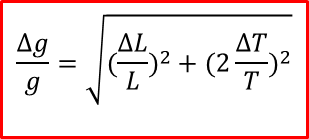 Δg/g = √((ΔL/L)² + (2 ΔT/T)²)